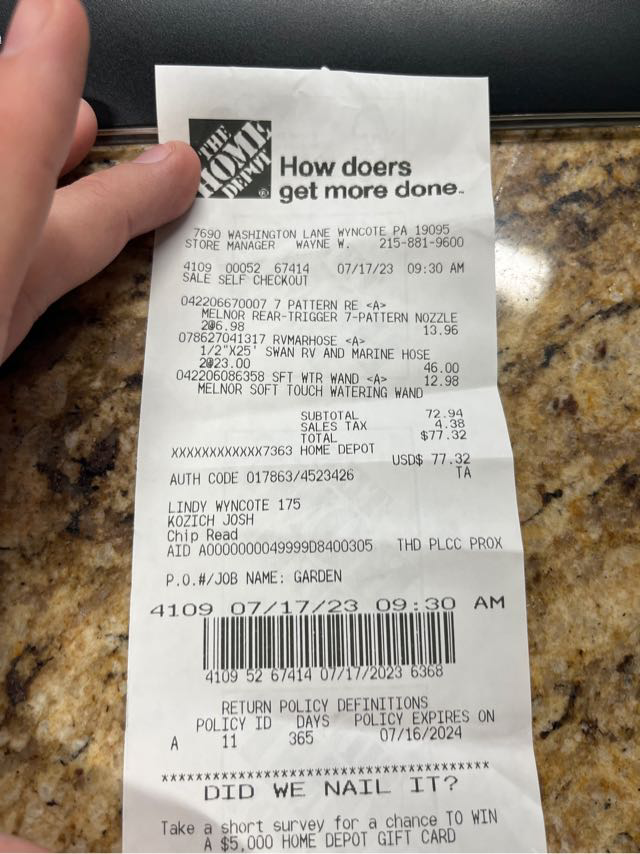 THE
HOME
DEPOT
®
How doers
get more done™
7690 WASHINGTON LANE WYNCOTE PA 19095
STORE MANAGER WAYNE W. 215-881-9600
4109 00052 67414 07/17/23 09:30 AM
SALE SELF CHECKOUT
042206670007 7 PATTERN RE <A>
MELNOR REAR-TRIGGER 7-PATTERN NOZZLE
2@6.98 13.96
078627041317 RVMARHOSE <A>
1/2"X25' SWAN RV AND MARINE HOSE
2@23.00 46.00
042206086358 SFT WTR WAND <A> 12.98
MELNOR SOFT TOUCH WATERING WAND
SUBTOTAL 72.94
SALES TAX 4.38
TOTAL $77.32
XXXXXXXXXXXX7363 HOME DEPOT
USD$ 77.32
AUTH CODE 017863/4523426 TA
LINDY WYNCOTE 175
KOZICH JOSH
Chip Read
AID A0000000049999D8400305 THD PLCC PROX
P.O.#/JOB NAME: GARDEN
4109 07/17/23 09:30 AM
4109 52 67414 07/17/2023 6368
RETURN POLICY DEFINITIONS
POLICY ID DAYS POLICY EXPIRES ON
A 11 365 07/16/2024
****************************************
DID WE NAIL IT?
Take a short survey for a chance TO WIN
A $5,000 HOME DEPOT GIFT CARD